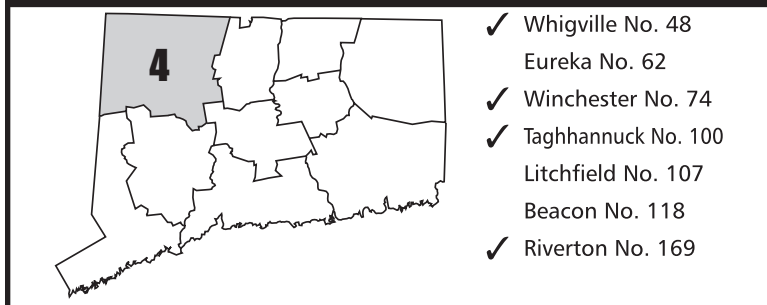 4
✓ Whigville No. 48
Eureka No. 62
✓ Winchester No. 74
✓ Taghhannuck No. 100
Litchfield No. 107
Beacon No. 118
✓ Riverton No. 169